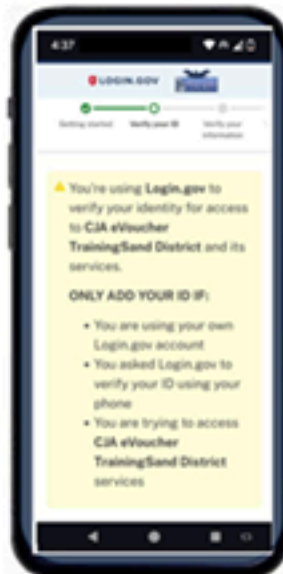 4:37
LOGIN.GOV
Getting started Verify your ID Verify your
information
You're using Login.gov to
verify your identity for access
to CJA eVoucher
TrainingSand District and its
services.
ONLY ADD YOUR ID IF:
• You are using your own
Login.gov account
• You asked Login.gov to
verify your ID using your
phone
• You are trying to access
CJA eVoucher
TrainingSand District
services